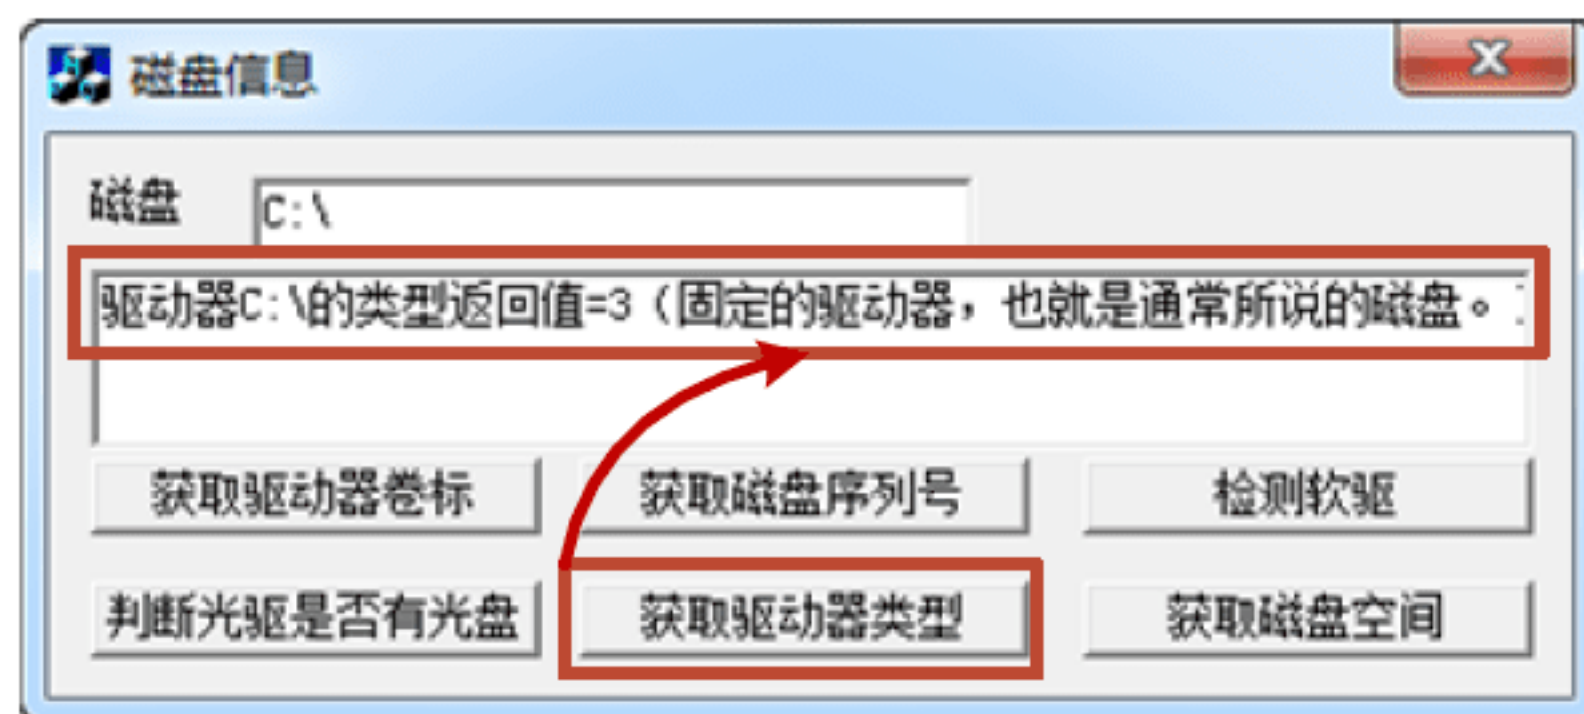 磁盘信息
磁盘
C:\
驱动器C:\的类型返回值=3（固定的驱动器，也就是通常所说的磁盘。
获取驱动器卷标
获取磁盘序列号
检测软驱
判断光驱是否有光盘
获取驱动器类型
获取磁盘空间